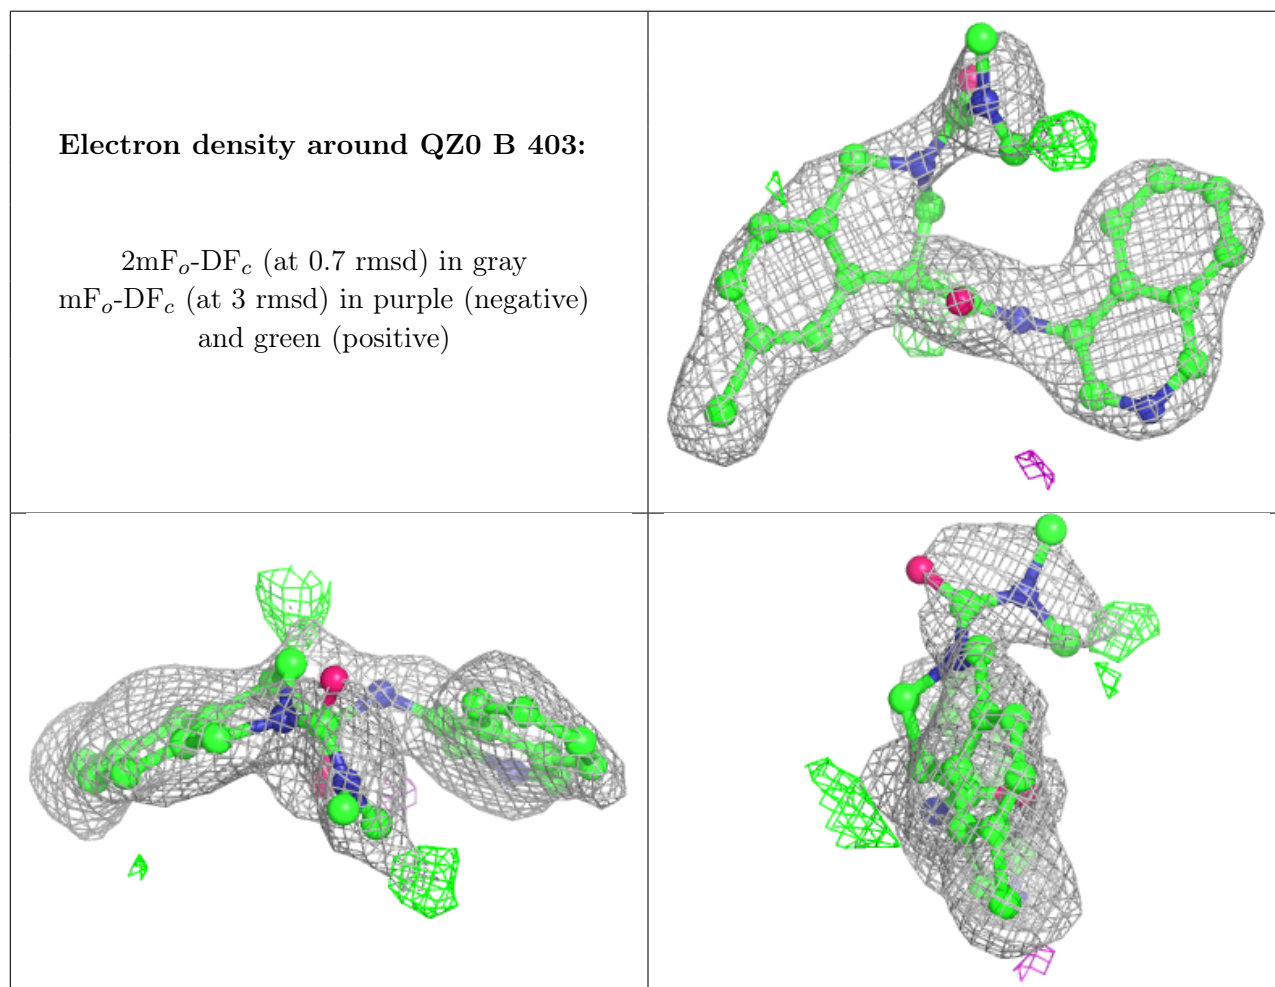 Electron density around QZ0 B 403:
2mFo-DFc (at 0.7 rmsd) in gray
mFo-DFc (at 3 rmsd) in purple (negative)
and green (positive)